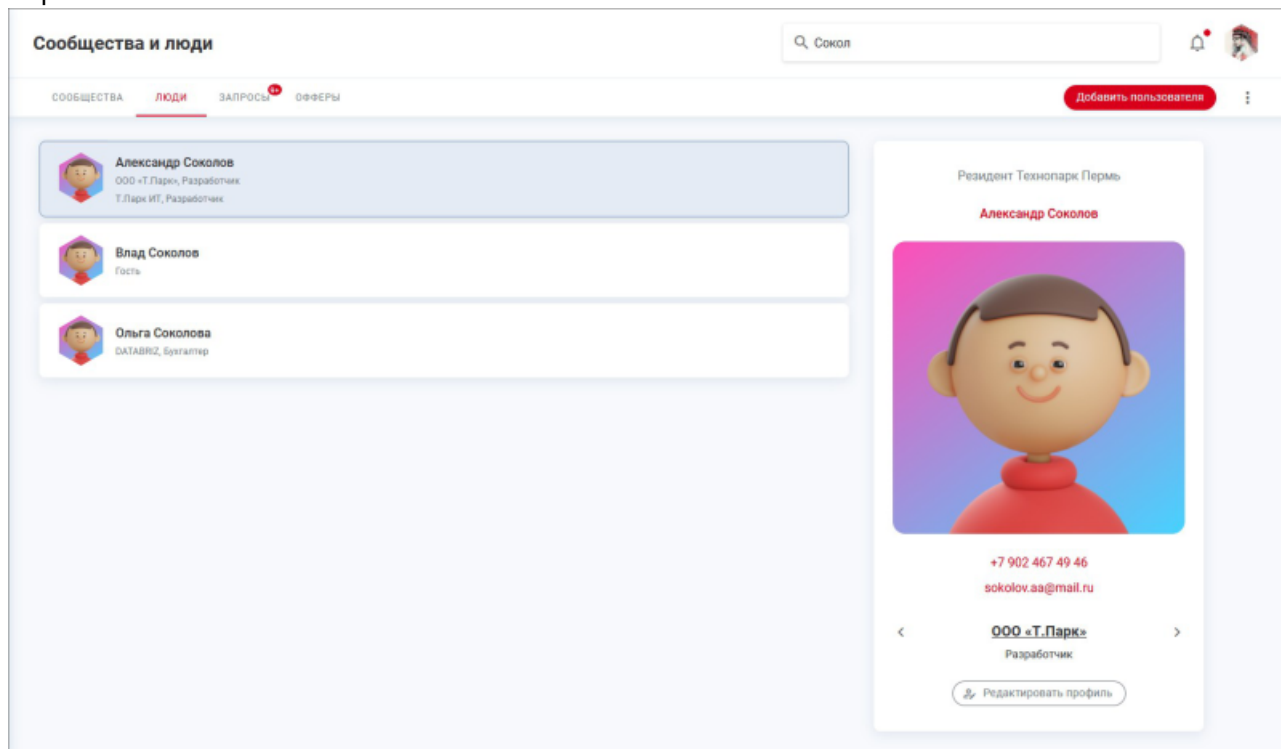 Сообщества и люди
Сокол
СООБЩЕСТВА ЛЮДИ ЗАПРОСЫ 9+ ОФФЕРЫ
Добавить пользователя
Александр Соколов
ООО «Т.Парк», Разработчик
Т.Парк ИТ, Разработчик
Влад Соколов
Гость
Ольга Соколова
DATABRIZ, Бухгалтер
Резидент Технопарк Пермь
Александр Соколов
+7 902 467 49 46
sokolov.aa@mail.ru
ООО «Т.Парк»
Разработчик
Редактировать профиль